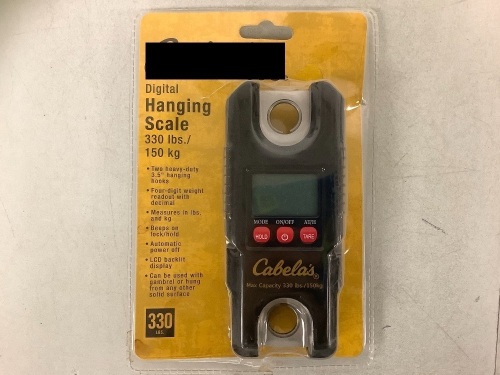 Digital
Hanging
Scale
330 lbs./
150 kg
• Two heavy-duty
3.5" hanging
hooks
• Four-digit weight
readout with
decimal
• Measures in lbs.
and kg
• Beeps on
lock/hold
• Automatic
power off
• LCD backlit
display
• Can be used with
gambrel or hung
from any other
solid surface
330
LBS.
MODE ON/OFF
HOLD TARE
Cabela's®
Max Capacity 330 lbs/150kg